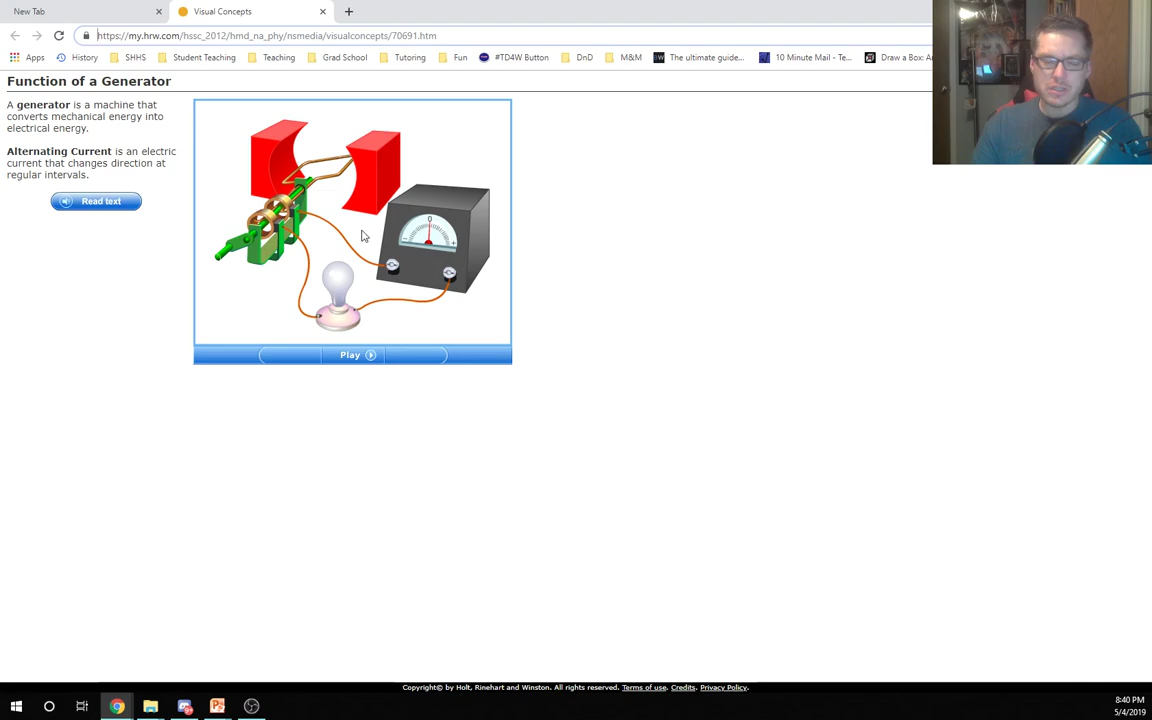 New Tab
Visual Concepts
https://my.hrw.com/hssc_2012/hmd_na_phy/nsmedia/visualconcepts/70691.htm
Apps History SHHS Student Teaching Teaching Grad School Tutoring Fun #TD4W Button DnD M&M The ultimate guide... 10 Minute Mail - Te... Draw a Box: A
Function of a Generator
A generator is a machine that
converts mechanical energy into
electrical energy.
Alternating Current is an electric
current that changes direction at
regular intervals.
Read text
0
- +
Play
Copyright© by Holt, Rinehart and Winston. All rights reserved. Terms of use. Credits. Privacy Policy.
8:40 PM
5/4/2019